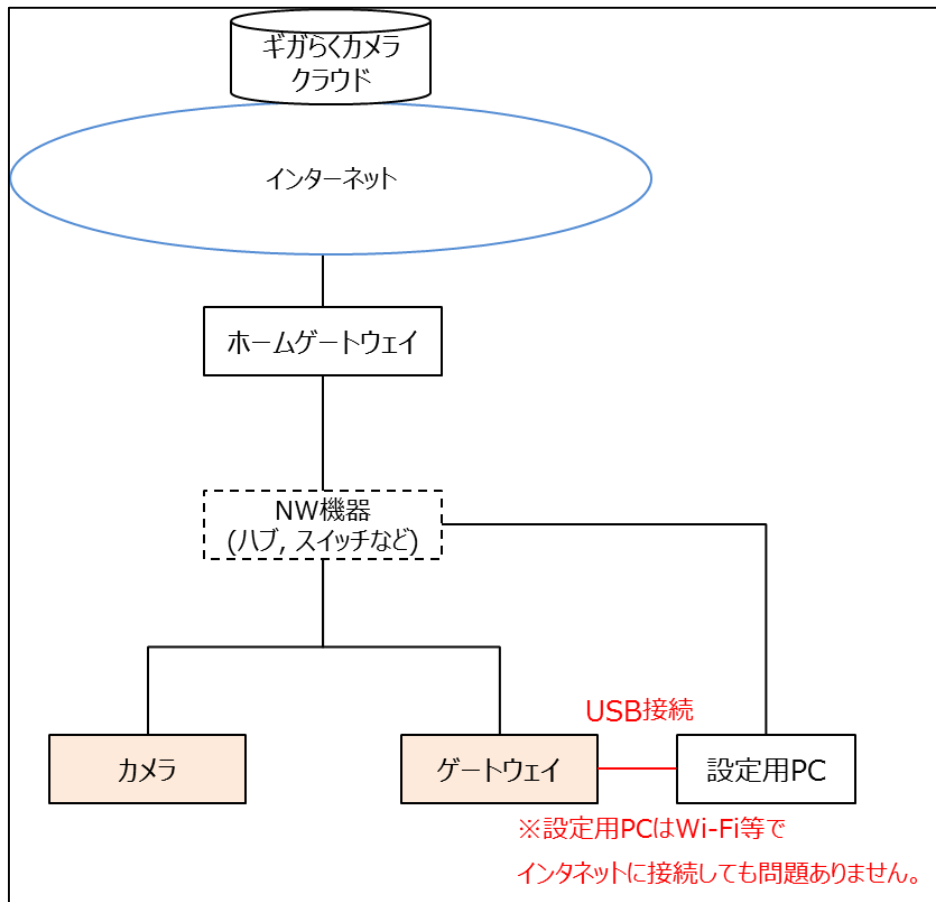 ギガらくカメラ
クラウド
インターネット
ホームゲートウェイ
NW機器
(ハブ, スイッチなど)
USB接続
カメラ
ゲートウェイ
設定用PC
※設定用PCはWi-Fi等で
インタネットに接続しても問題ありません。